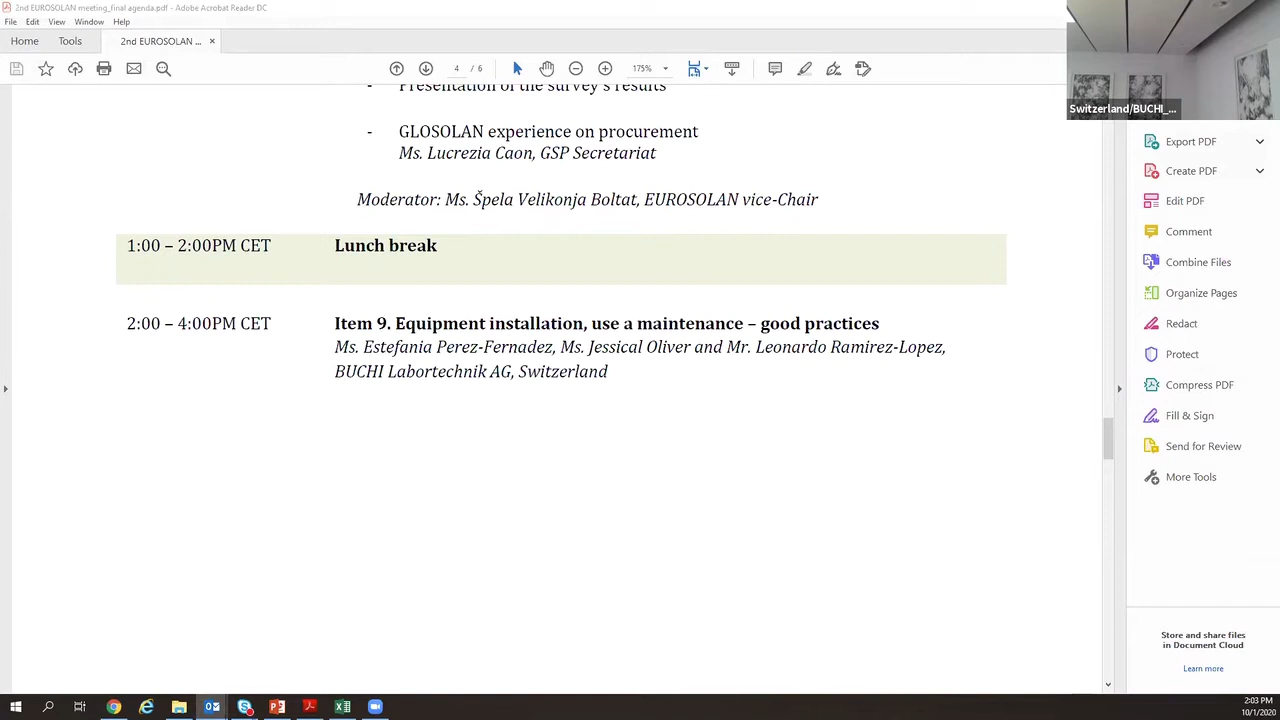 2nd EUROSOLAN meeting_final agenda.pdf - Adobe Acrobat Reader DC
File Edit View Window Help
Home Tools 2nd EUROSOLAN ... ×
4 / 6 175%
- Presentation of the survey's results
- GLOSOLAN experience on procurement
Ms. Lucrezia Caon, GSP Secretariat
Moderator: Ms. Špela Velikonja Boltat, EUROSOLAN vice-Chair
1:00 – 2:00PM CET Lunch break
2:00 – 4:00PM CET Item 9. Equipment installation, use a maintenance – good practices
Ms. Estefania Perez-Fernadez, Ms. Jessical Oliver and Mr. Leonardo Ramirez-Lopez,
BUCHI Labortechnik AG, Switzerland
Switzerland/BUCHI_...
Export PDF
Create PDF
Edit PDF
Comment
Combine Files
Organize Pages
Redact
Protect
Compress PDF
Fill & Sign
Send for Review
More Tools
Store and share files
in Document Cloud
Learn more
2:03 PM
10/1/2020